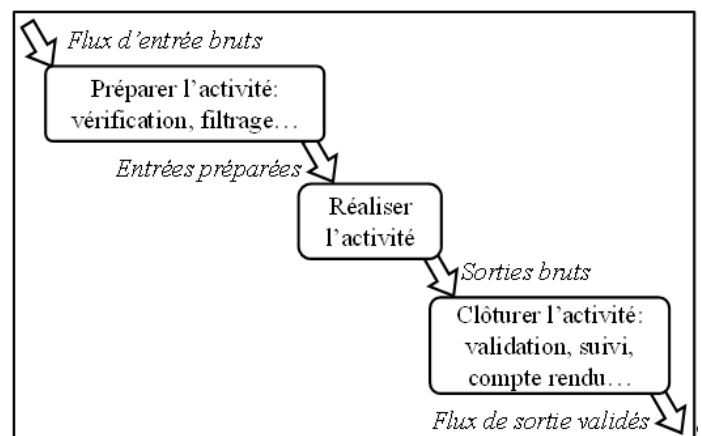 Flux d'entrée bruts
Préparer l'activité:
vérification, filtrage...
Entrées préparées
Réaliser
l'activité
Sorties bruts
Clôturer l'activité:
validation, suivi,
compte rendu...
Flux de sortie validés